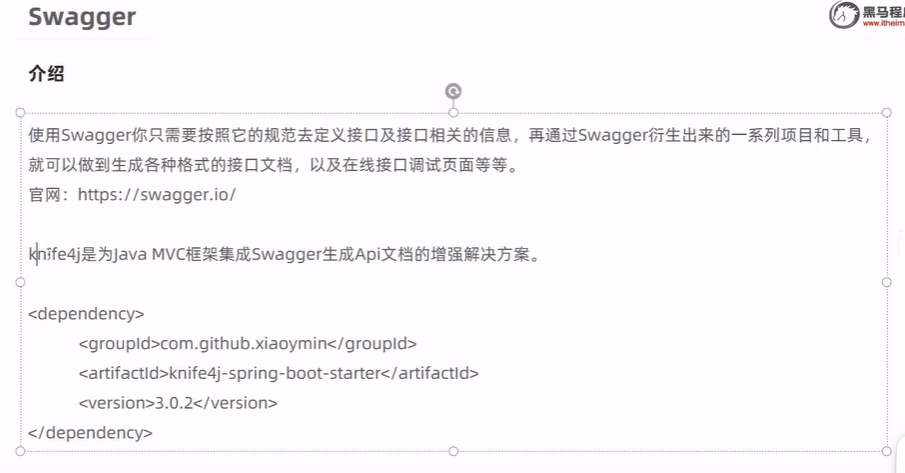 Swagger
黑马程
www.itheim
介绍
使用Swagger你只需要按照它的规范去定义接口及接口相关的信息，再通过Swagger衍生出来的一系列项目和工具，
就可以做到生成各种格式的接口文档，以及在线接口调试页面等等。
官网：https://swagger.io/
knife4j是为Java MVC框架集成Swagger生成Api文档的增强解决方案。
<dependency>
<groupId>com.github.xiaoymin</groupId>
<artifactId>knife4j-spring-boot-starter</artifactId>
<version>3.0.2</version>
</dependency>